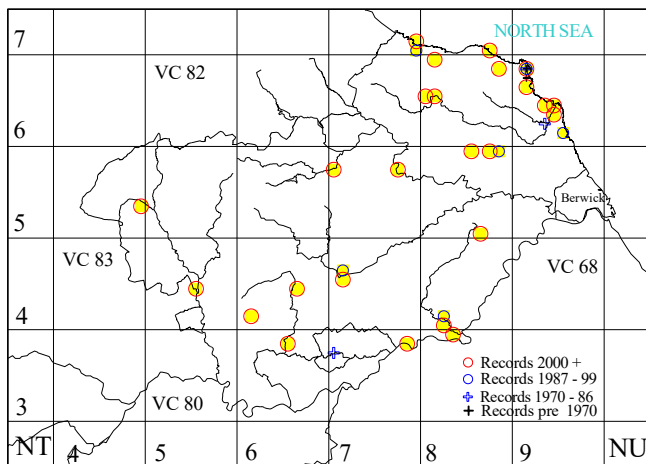 7
NORTH SEA
VC 82
6
Berwick
5
VC 83
VC 68
4
Records 2000 +
Records 1987 - 99
Records 1970 - 86
Records pre 1970
VC 80
3
NT 4 5 6 7 8 9 NU